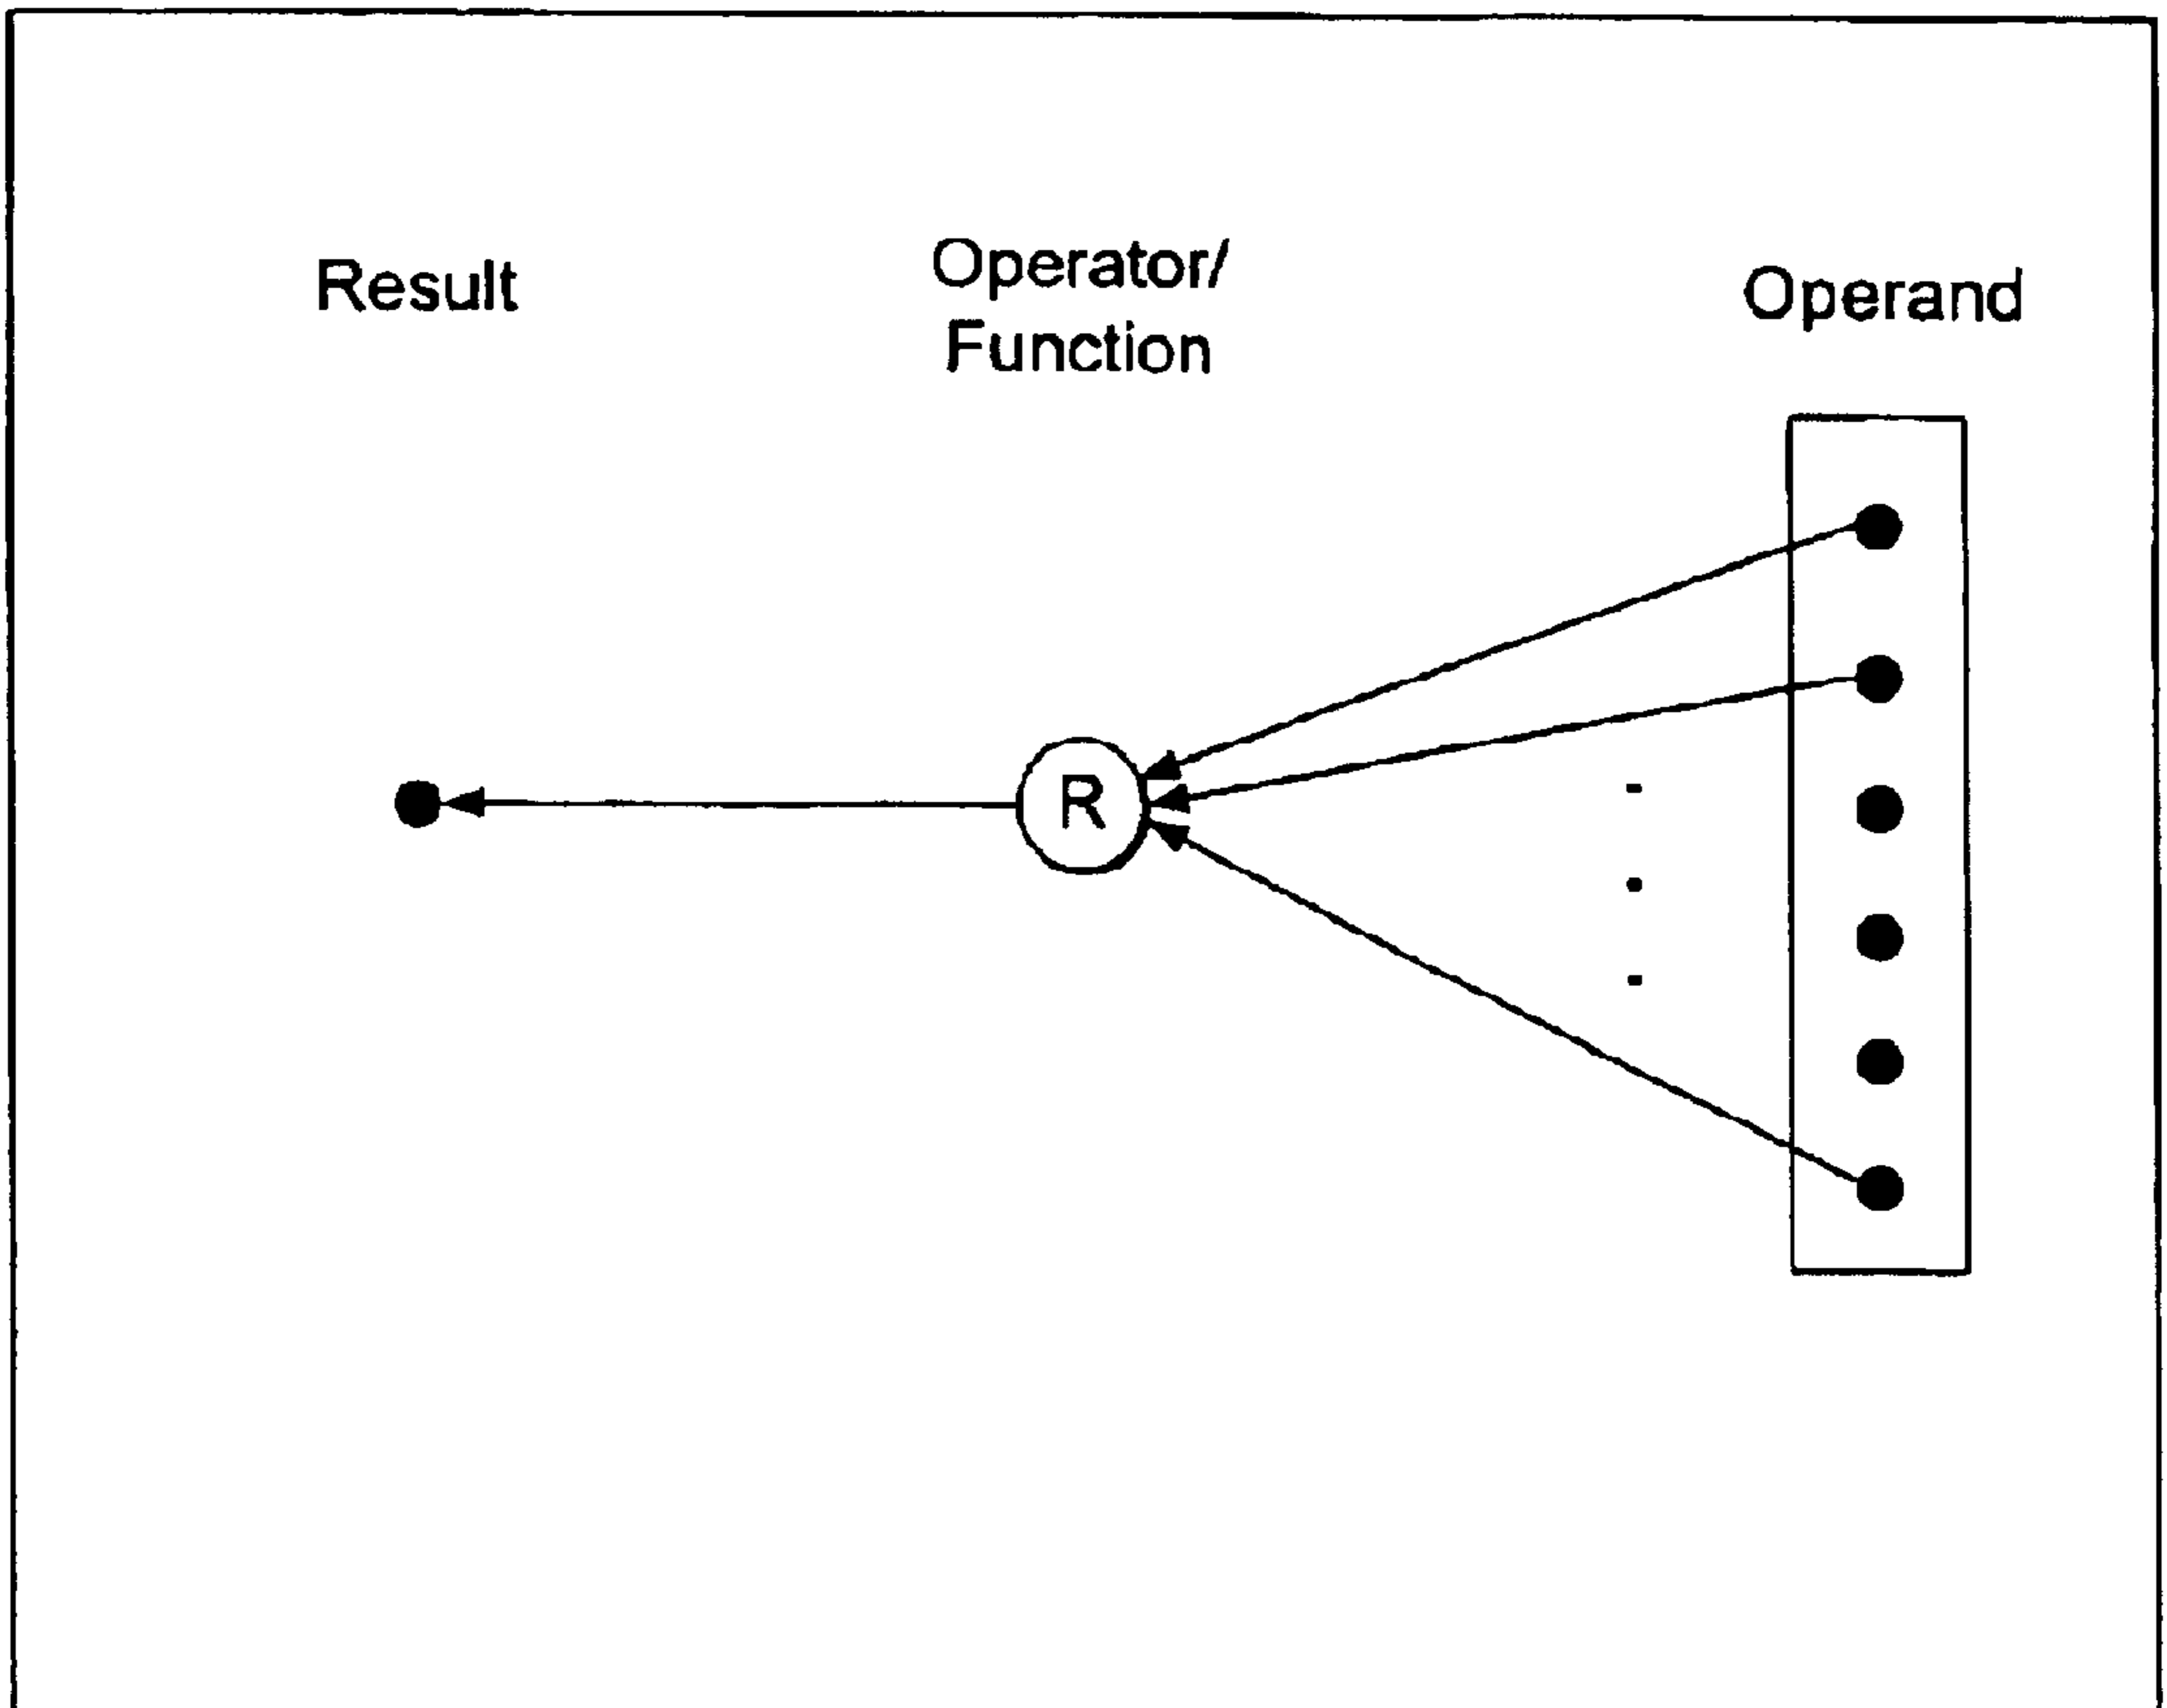 Result
Operator/
Function
Operand
R